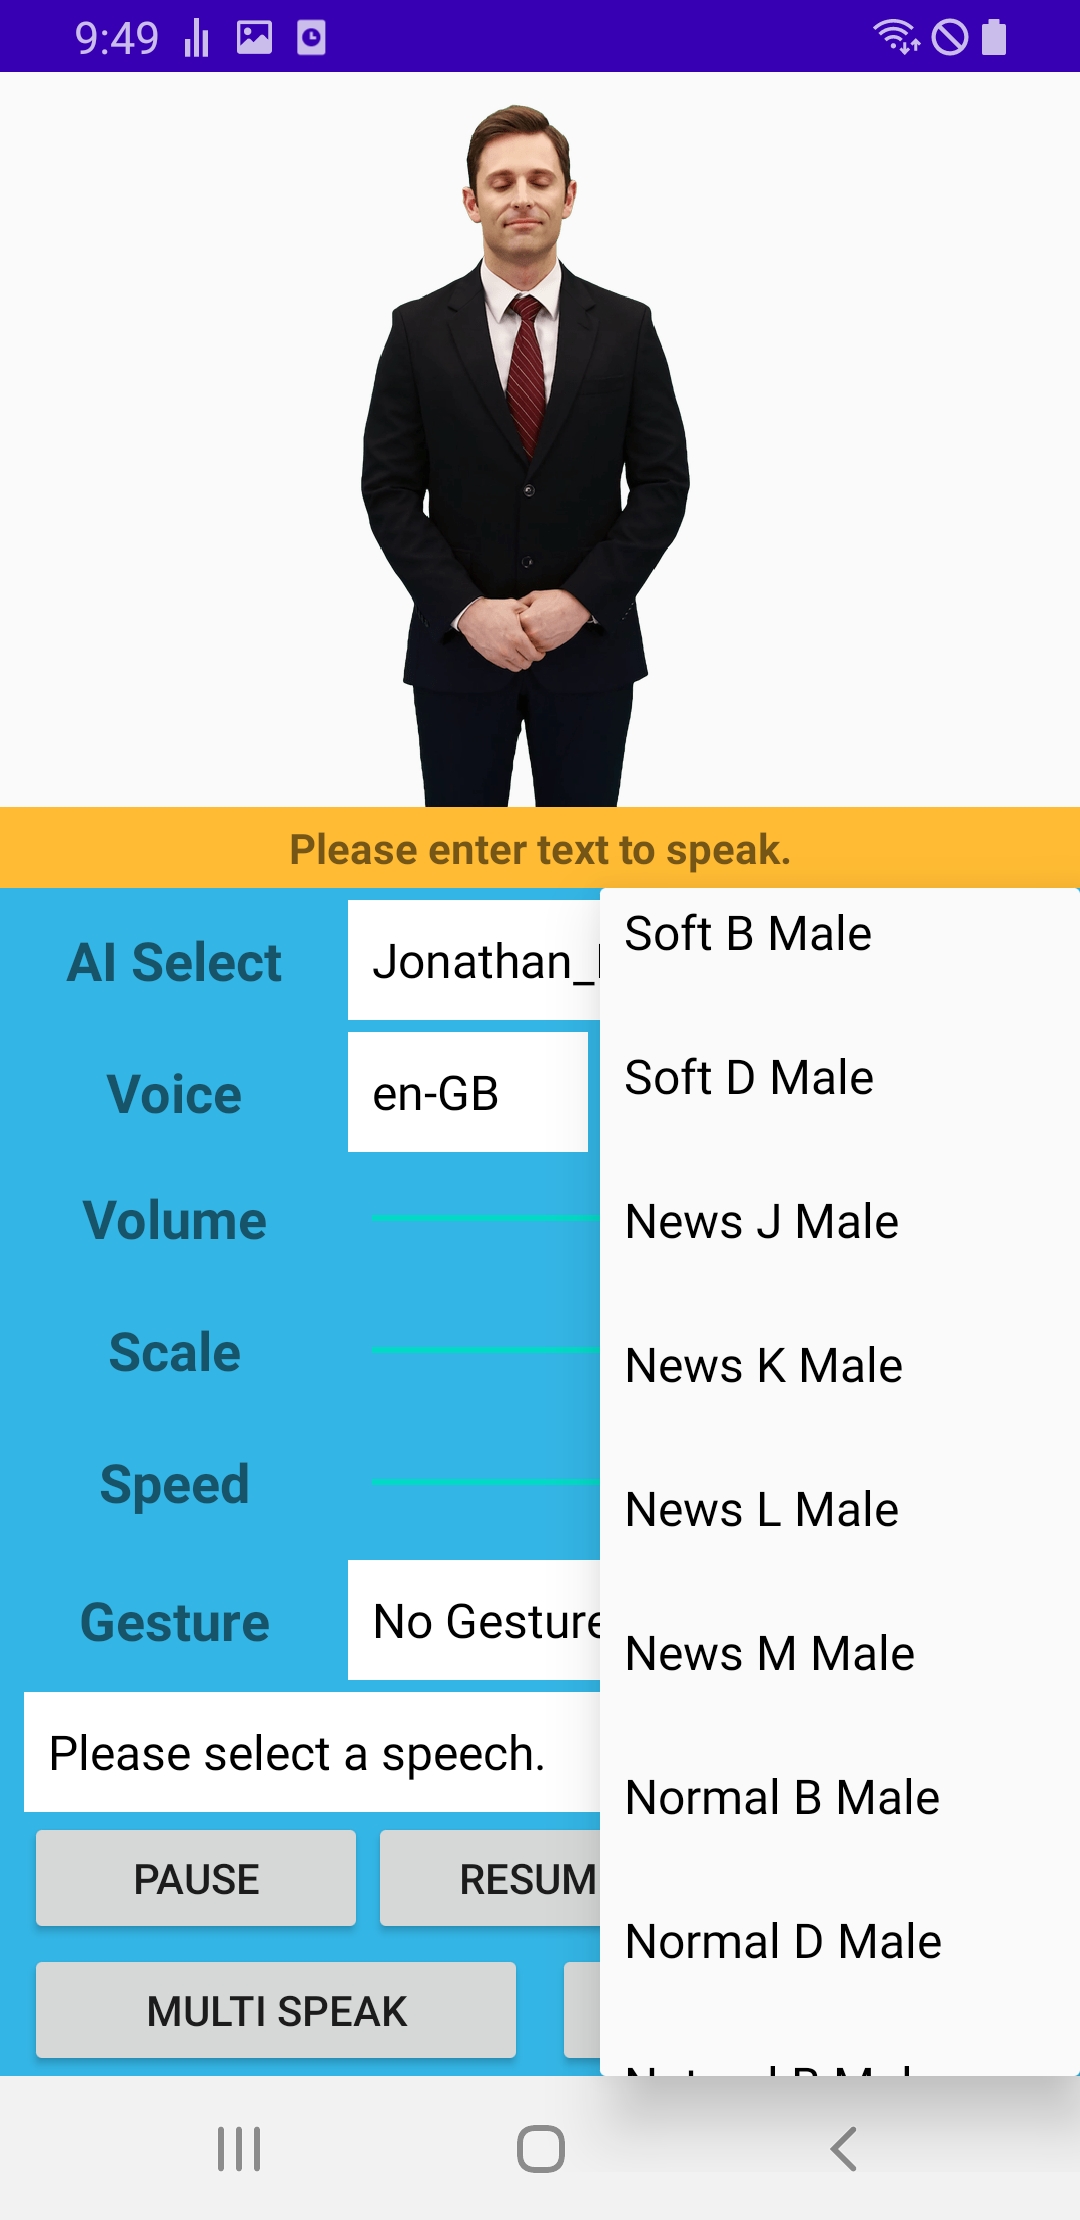 9:49
Please enter text to speak.
AI Select
Jonathan_
Voice
en-GB
Volume
Scale
Speed
Gesture
No Gesture
Please select a speech.
PAUSE
RESUM
MULTI SPEAK
Soft B Male
Soft D Male
News J Male
News K Male
News L Male
News M Male
Normal B Male
Normal D Male